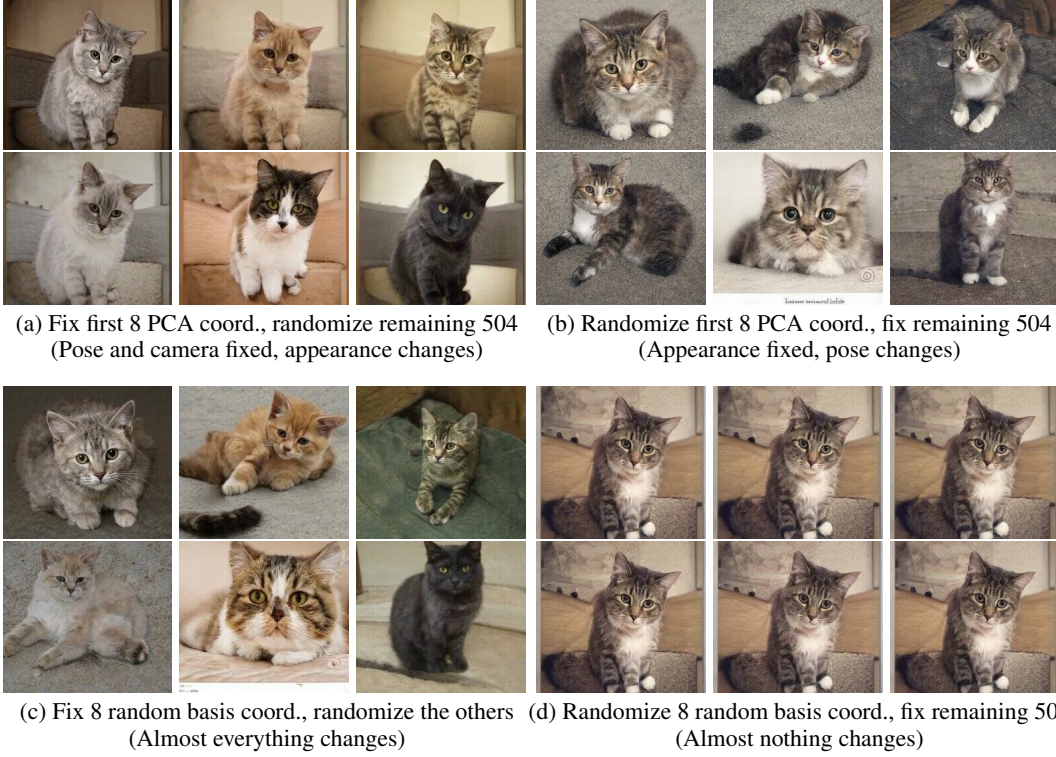 (a) Fix first 8 PCA coord., randomize remaining 504
(Pose and camera fixed, appearance changes)
(b) Randomize first 8 PCA coord., fix remaining 504
(Appearance fixed, pose changes)
(c) Fix 8 random basis coord., randomize the others
(Almost everything changes)
(d) Randomize 8 random basis coord., fix remaining 50
(Almost nothing changes)